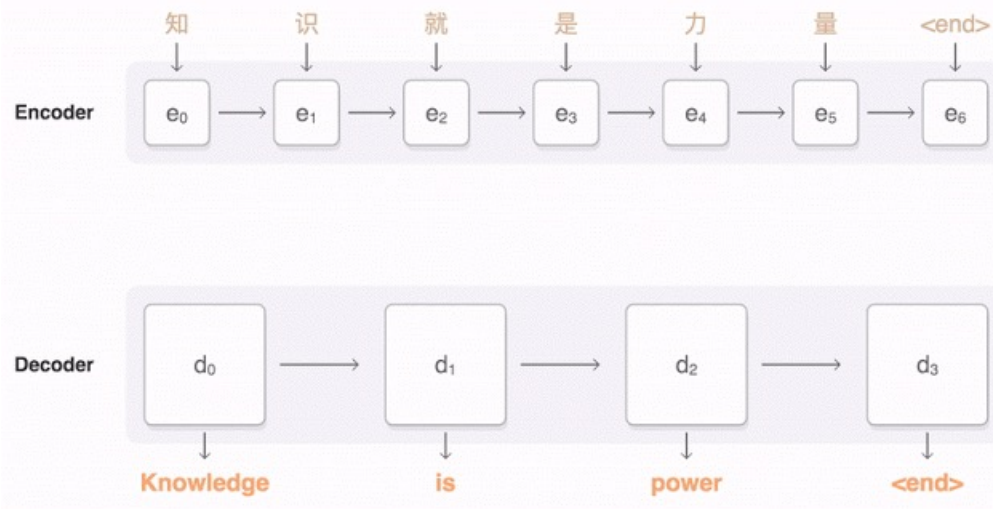 知 识 就 是 力 量 <end>
Encoder e₀ e₁ e₂ e₃ e₄ e₅ e₆
Decoder d₀ d₁ d₂ d₃
Knowledge is power <end>